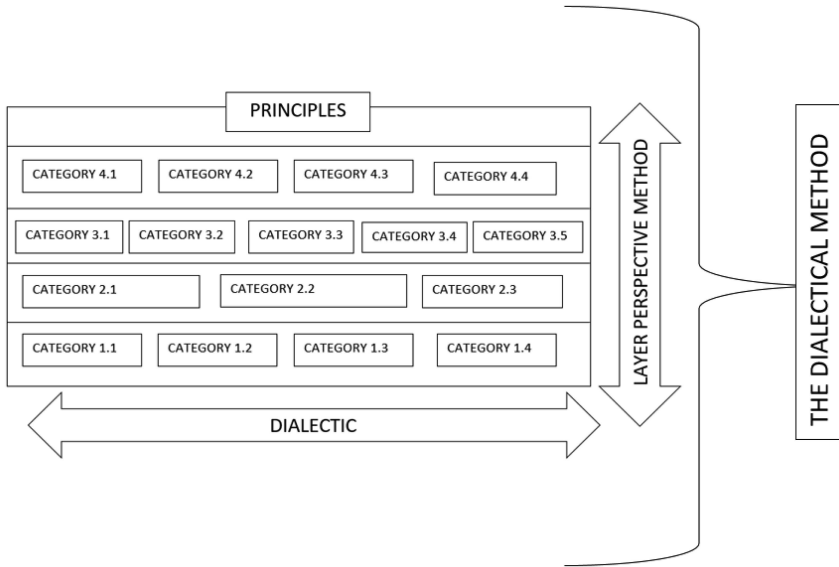 PRINCIPLES
CATEGORY 4.1
CATEGORY 4.2
CATEGORY 4.3
CATEGORY 4.4
CATEGORY 3.1
CATEGORY 3.2
CATEGORY 3.3
CATEGORY 3.4
CATEGORY 3.5
CATEGORY 2.1
CATEGORY 2.2
CATEGORY 2.3
CATEGORY 1.1
CATEGORY 1.2
CATEGORY 1.3
CATEGORY 1.4
DIALECTIC
LAYER PERSPECTIVE METHOD
THE DIALECTICAL METHOD